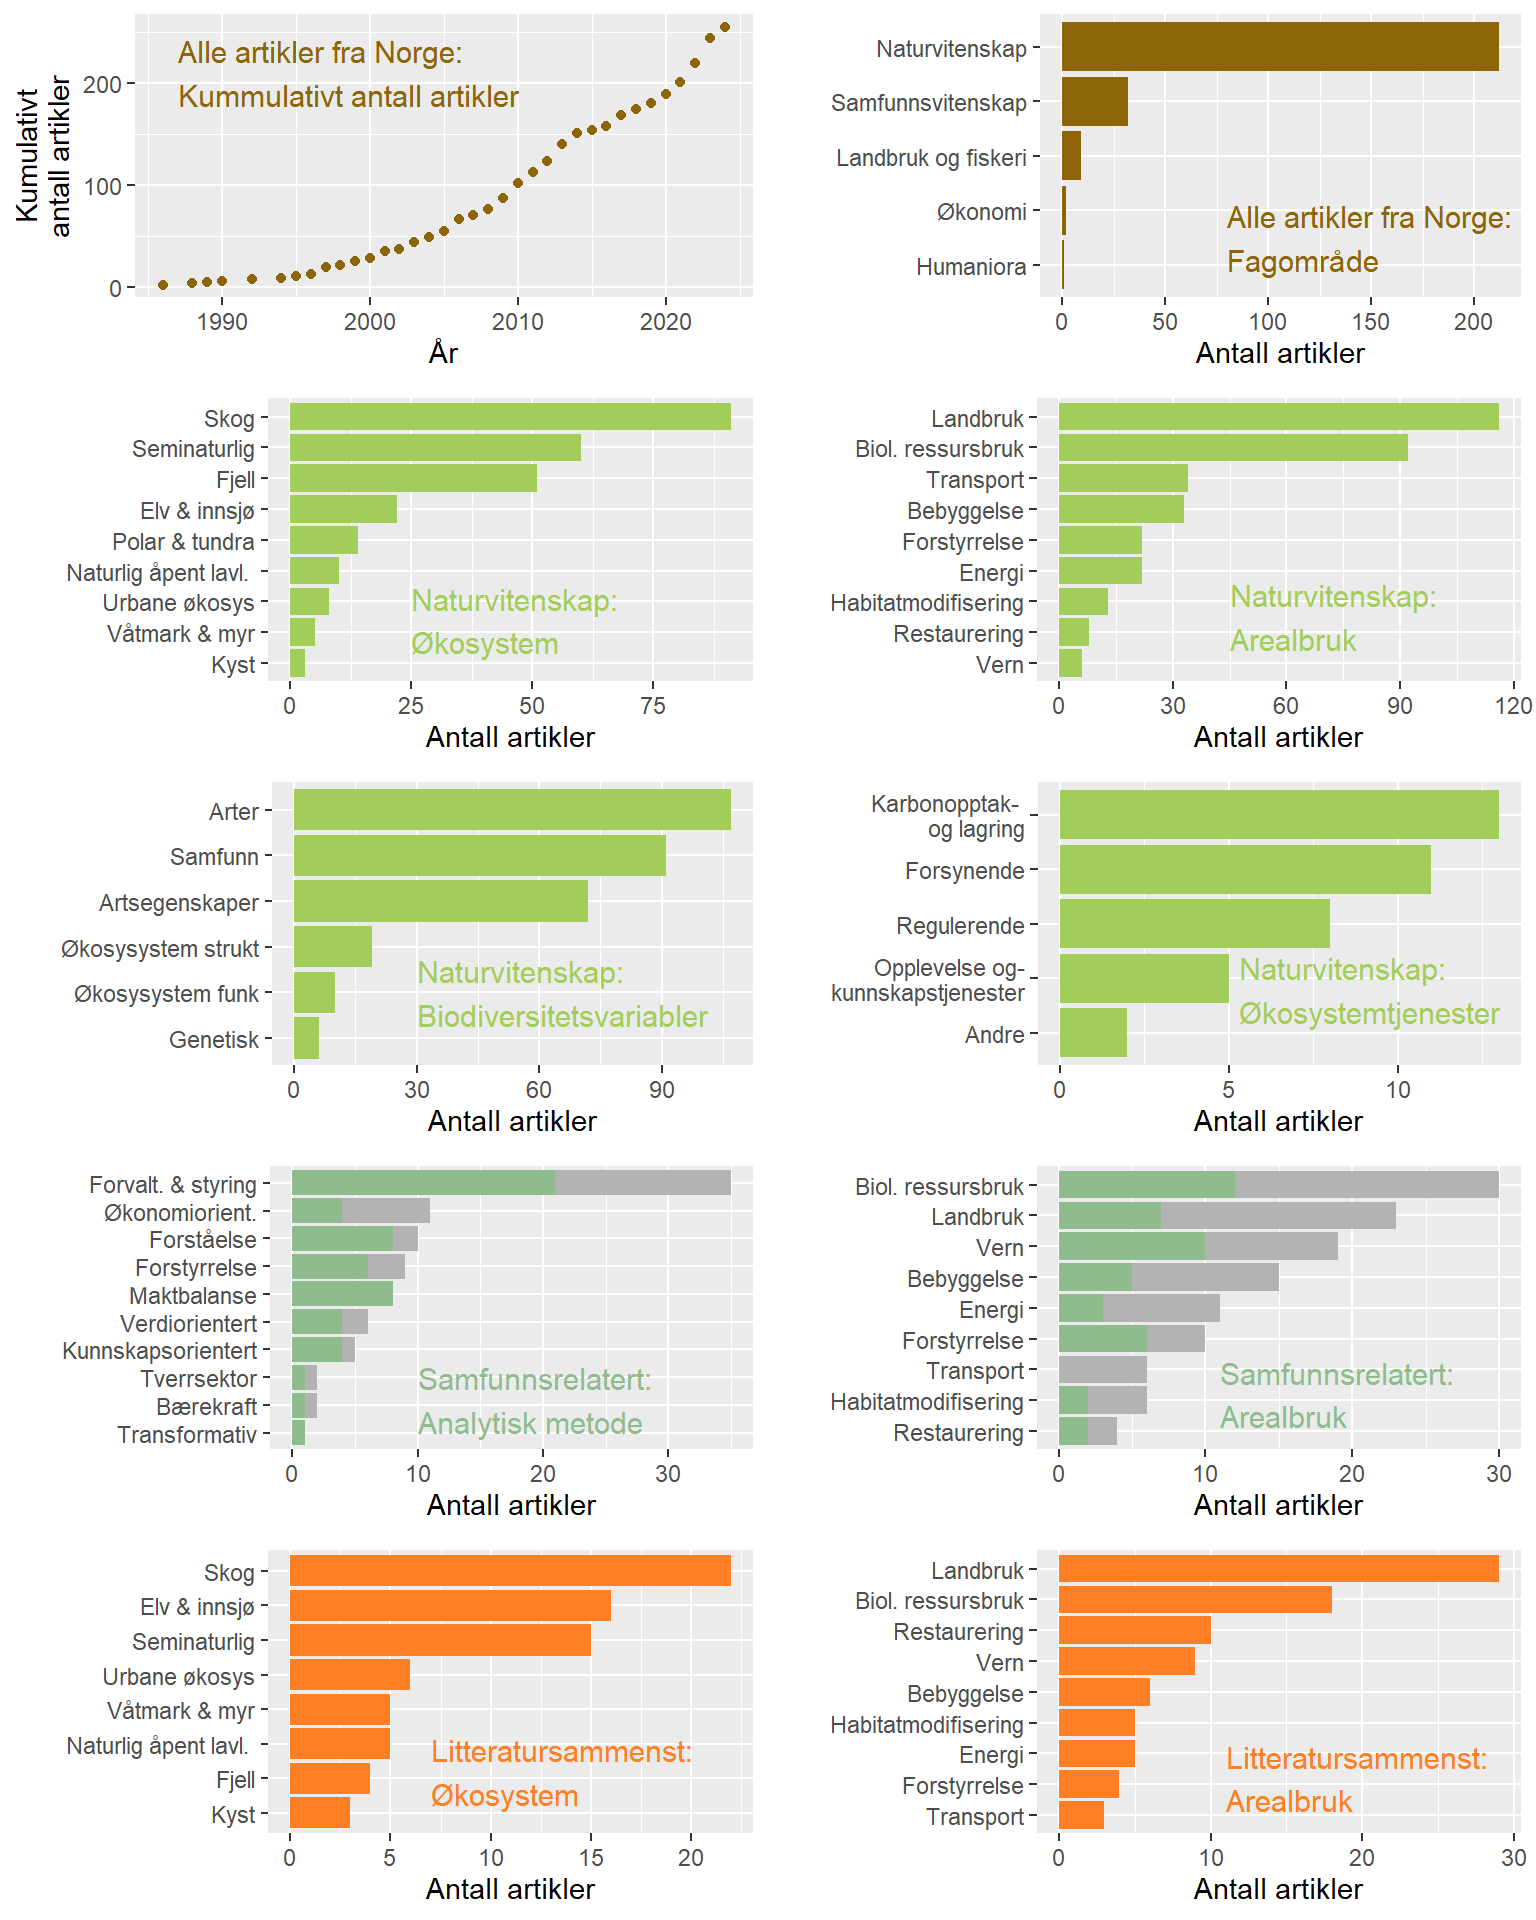 Alle artikler fra Norge:
Kummulativt antall artikler
Kumulativt
antall artikler
200
100
0
1990
2000
2010
2020
År
Naturvitenskap
Samfunnsvitenskap
Landbruk og fiskeri
Økonomi
Humaniora
Alle artikler fra Norge:
Fagområde
0
50
100
150
200
Antall artikler
Skog
Seminaturlig
Fjell
Elv & innsjø
Polar & tundra
Naturlig åpent lavl.
Urbane økosys
Våtmark & myr
Kyst
Naturvitenskap:
Økosystem
0
25
50
75
Antall artikler
Landbruk
Biol. ressursbruk
Transport
Bebyggelse
Forstyrrelse
Energi
Habitatmodifisering
Restaurering
Vern
Naturvitenskap:
Arealbruk
0
30
60
90
120
Antall artikler
Arter
Samfunn
Artsegenskaper
Økosysystem strukt
Økosysystem funk
Genetisk
Naturvitenskap:
Biodiversitetsvariabler
0
30
60
90
Antall artikler
Karbonopptak-
og lagring
Forsynende
Regulerende
Opplevelse og-
kunnskapstjenester
Andre
Naturvitenskap:
Økosystemtjenester
0
5
10
Antall artikler
Forvalt. & styring
Økonomiorient.
Forståelse
Forstyrrelse
Maktbalanse
Verdiorientert
Kunnskapsorientert
Tverrsektor
Bærekraft
Transformativ
Samfunnsrelatert:
Analytisk metode
0
10
20
30
Antall artikler
Biol. ressursbruk
Landbruk
Vern
Bebyggelse
Energi
Forstyrrelse
Transport
Habitatmodifisering
Restaurering
Samfunnsrelatert:
Arealbruk
0
10
20
30
Antall artikler
Skog
Elv & innsjø
Seminaturlig
Urbane økosys
Våtmark & myr
Naturlig åpent lavl.
Fjell
Kyst
Litteratursammenst:
Økosystem
0
5
10
15
20
Antall artikler
Landbruk
Biol. ressursbruk
Restaurering
Vern
Bebyggelse
Habitatmodifisering
Energi
Forstyrrelse
Transport
Litteratursammenst:
Arealbruk
0
10
20
30
Antall artikler